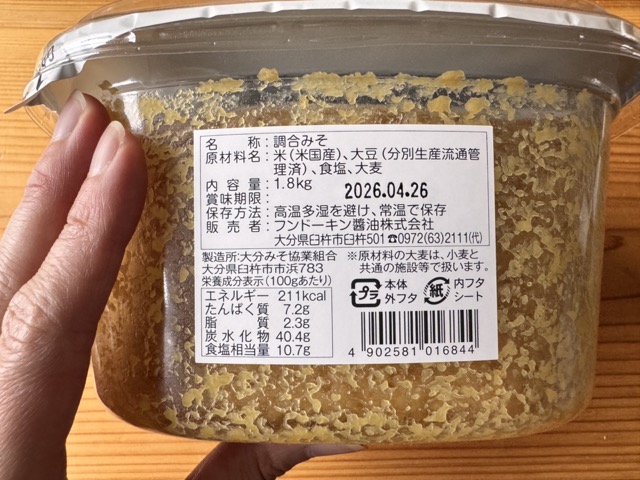 名称：調合みそ
原材料名：米（米国産）、大豆（分別生産流通管
理済）、食塩、大麦
内容量：1.8kg
賞味期限： 2026.04.26
保存方法：高温多湿を避け、常温で保存
販売者：フンドーキン醬油株式会社
大分県臼杵市臼杵501 ☎0972(63)2111(代)
製造所:大分みそ協業組合
大分県臼杵市市浜783
※原材料の大麦は、小麦と
共通の施設等で扱います。
栄養成分表示（100gあたり）
エネルギー 211kcal
たんぱく質 7.2g
脂質 2.3g
炭水化物 40.4g
食塩相当量 10.7g
プラ 本体 外フタ
紙 内フタ シート
4 902581 016844